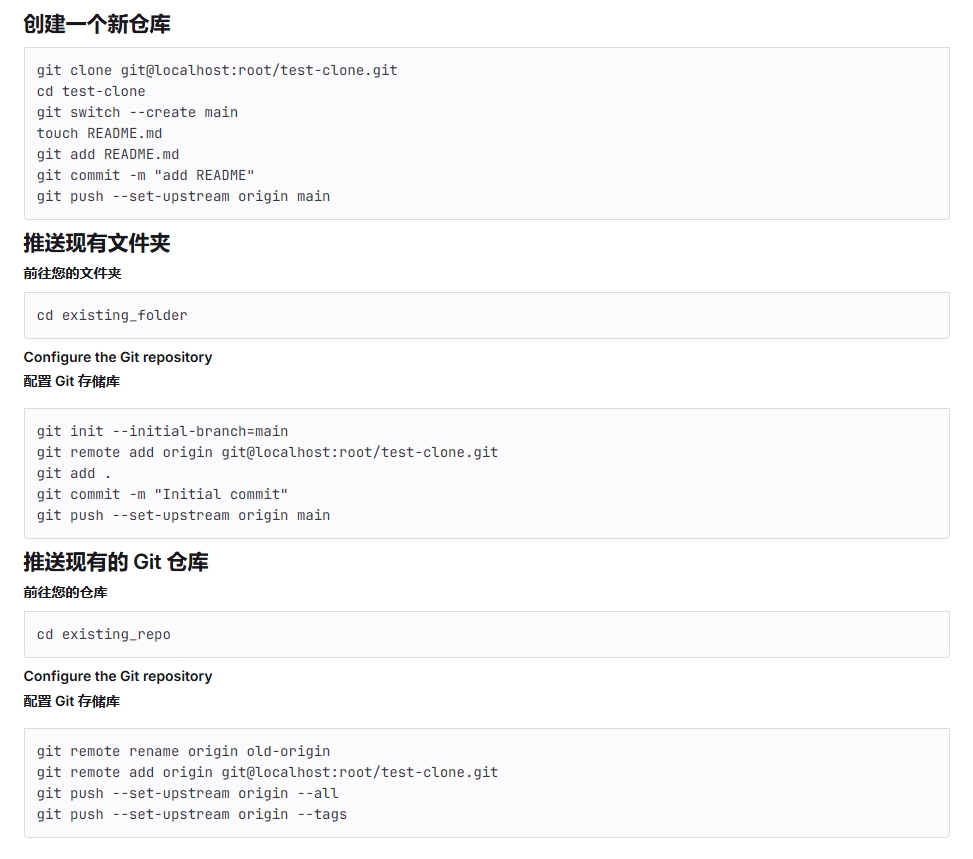 创建一个新仓库
git clone git@localhost:root/test-clone.git
cd test-clone
git switch --create main
touch README.md
git add README.md
git commit -m "add README"
git push --set-upstream origin main
推送现有文件夹
前往您的文件夹
cd existing_folder
Configure the Git repository
配置 Git 存储库
git init --initial-branch=main
git remote add origin git@localhost:root/test-clone.git
git add .
git commit -m "Initial commit"
git push --set-upstream origin main
推送现有的 Git 仓库
前往您的仓库
cd existing_repo
Configure the Git repository
配置 Git 存储库
git remote rename origin old-origin
git remote add origin git@localhost:root/test-clone.git
git push --set-upstream origin --all
git push --set-upstream origin --tags